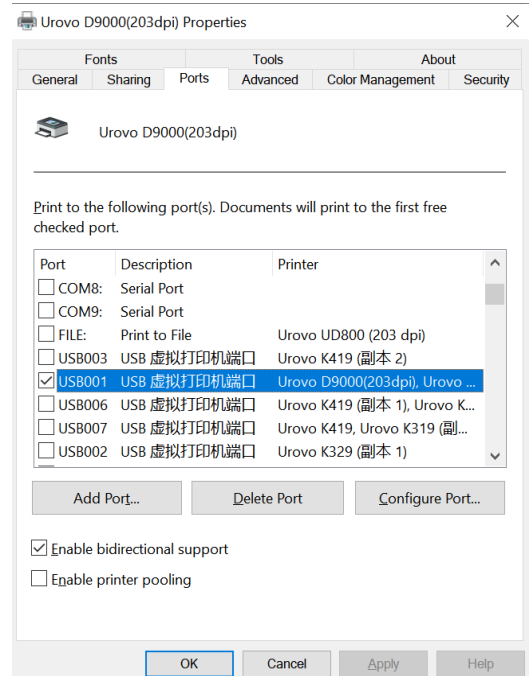 Urovo D9000(203dpi) Properties
Fonts Tools About
General Sharing Ports Advanced Color Management Security
Urovo D9000(203dpi)
Print to the following port(s). Documents will print to the first free
checked port.
Port Description Printer
COM8: Serial Port
COM9: Serial Port
FILE: Print to File Urovo UD800 (203 dpi)
USB003 USB 虚拟打印机端口 Urovo K419 (副本 2)
USB001 USB 虚拟打印机端口 Urovo D9000(203dpi), Urovo ...
USB006 USB 虚拟打印机端口 Urovo K419 (副本 1), Urovo K...
USB007 USB 虚拟打印机端口 Urovo K419, Urovo K319 (副...
USB002 USB 虚拟打印机端口 Urovo K329 (副本 1)
Add Port... Delete Port Configure Port...
Enable bidirectional support
Enable printer pooling
OK Cancel Apply Help